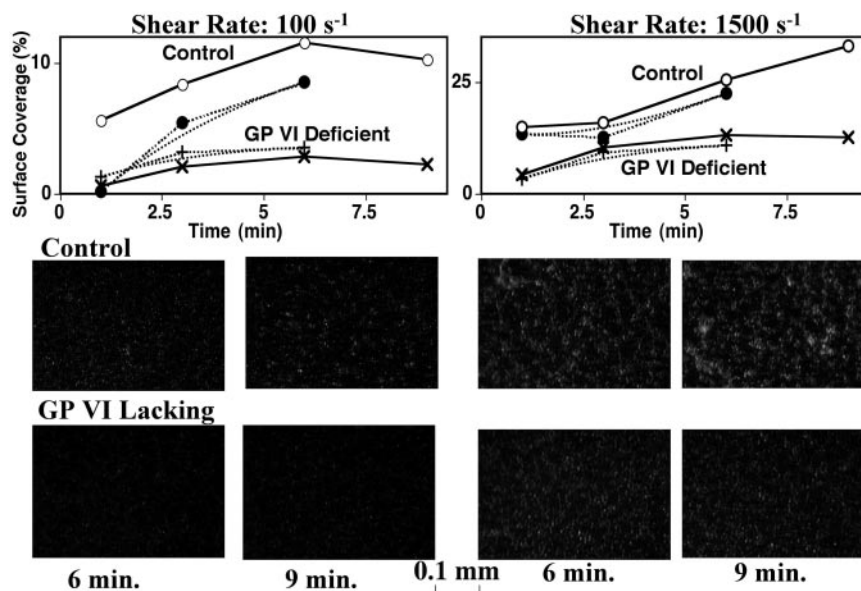 Shear Rate: 100 s⁻¹
Shear Rate: 1500 s⁻¹
Surface Coverage (%)
10
0
Control
GP VI Deficient
0 2.5 5 7.5
Time (min)
25
0
Control
GP VI Deficient
0 2.5 5 7.5
Time (min)
Control
GP VI Lacking
6 min. 9 min. 0.1 mm 6 min. 9 min.